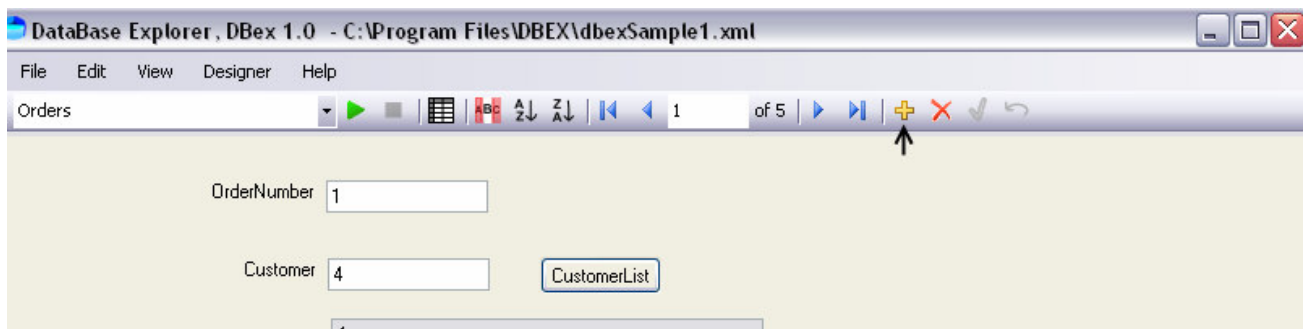 DataBase Explorer, DBex 1.0 - C:\Program Files\DBEX\dbexSample1.xml
File Edit View Designer Help
Orders ABC A Z Z A 1 of 5
OrderNumber 1
Customer 4 CustomerList